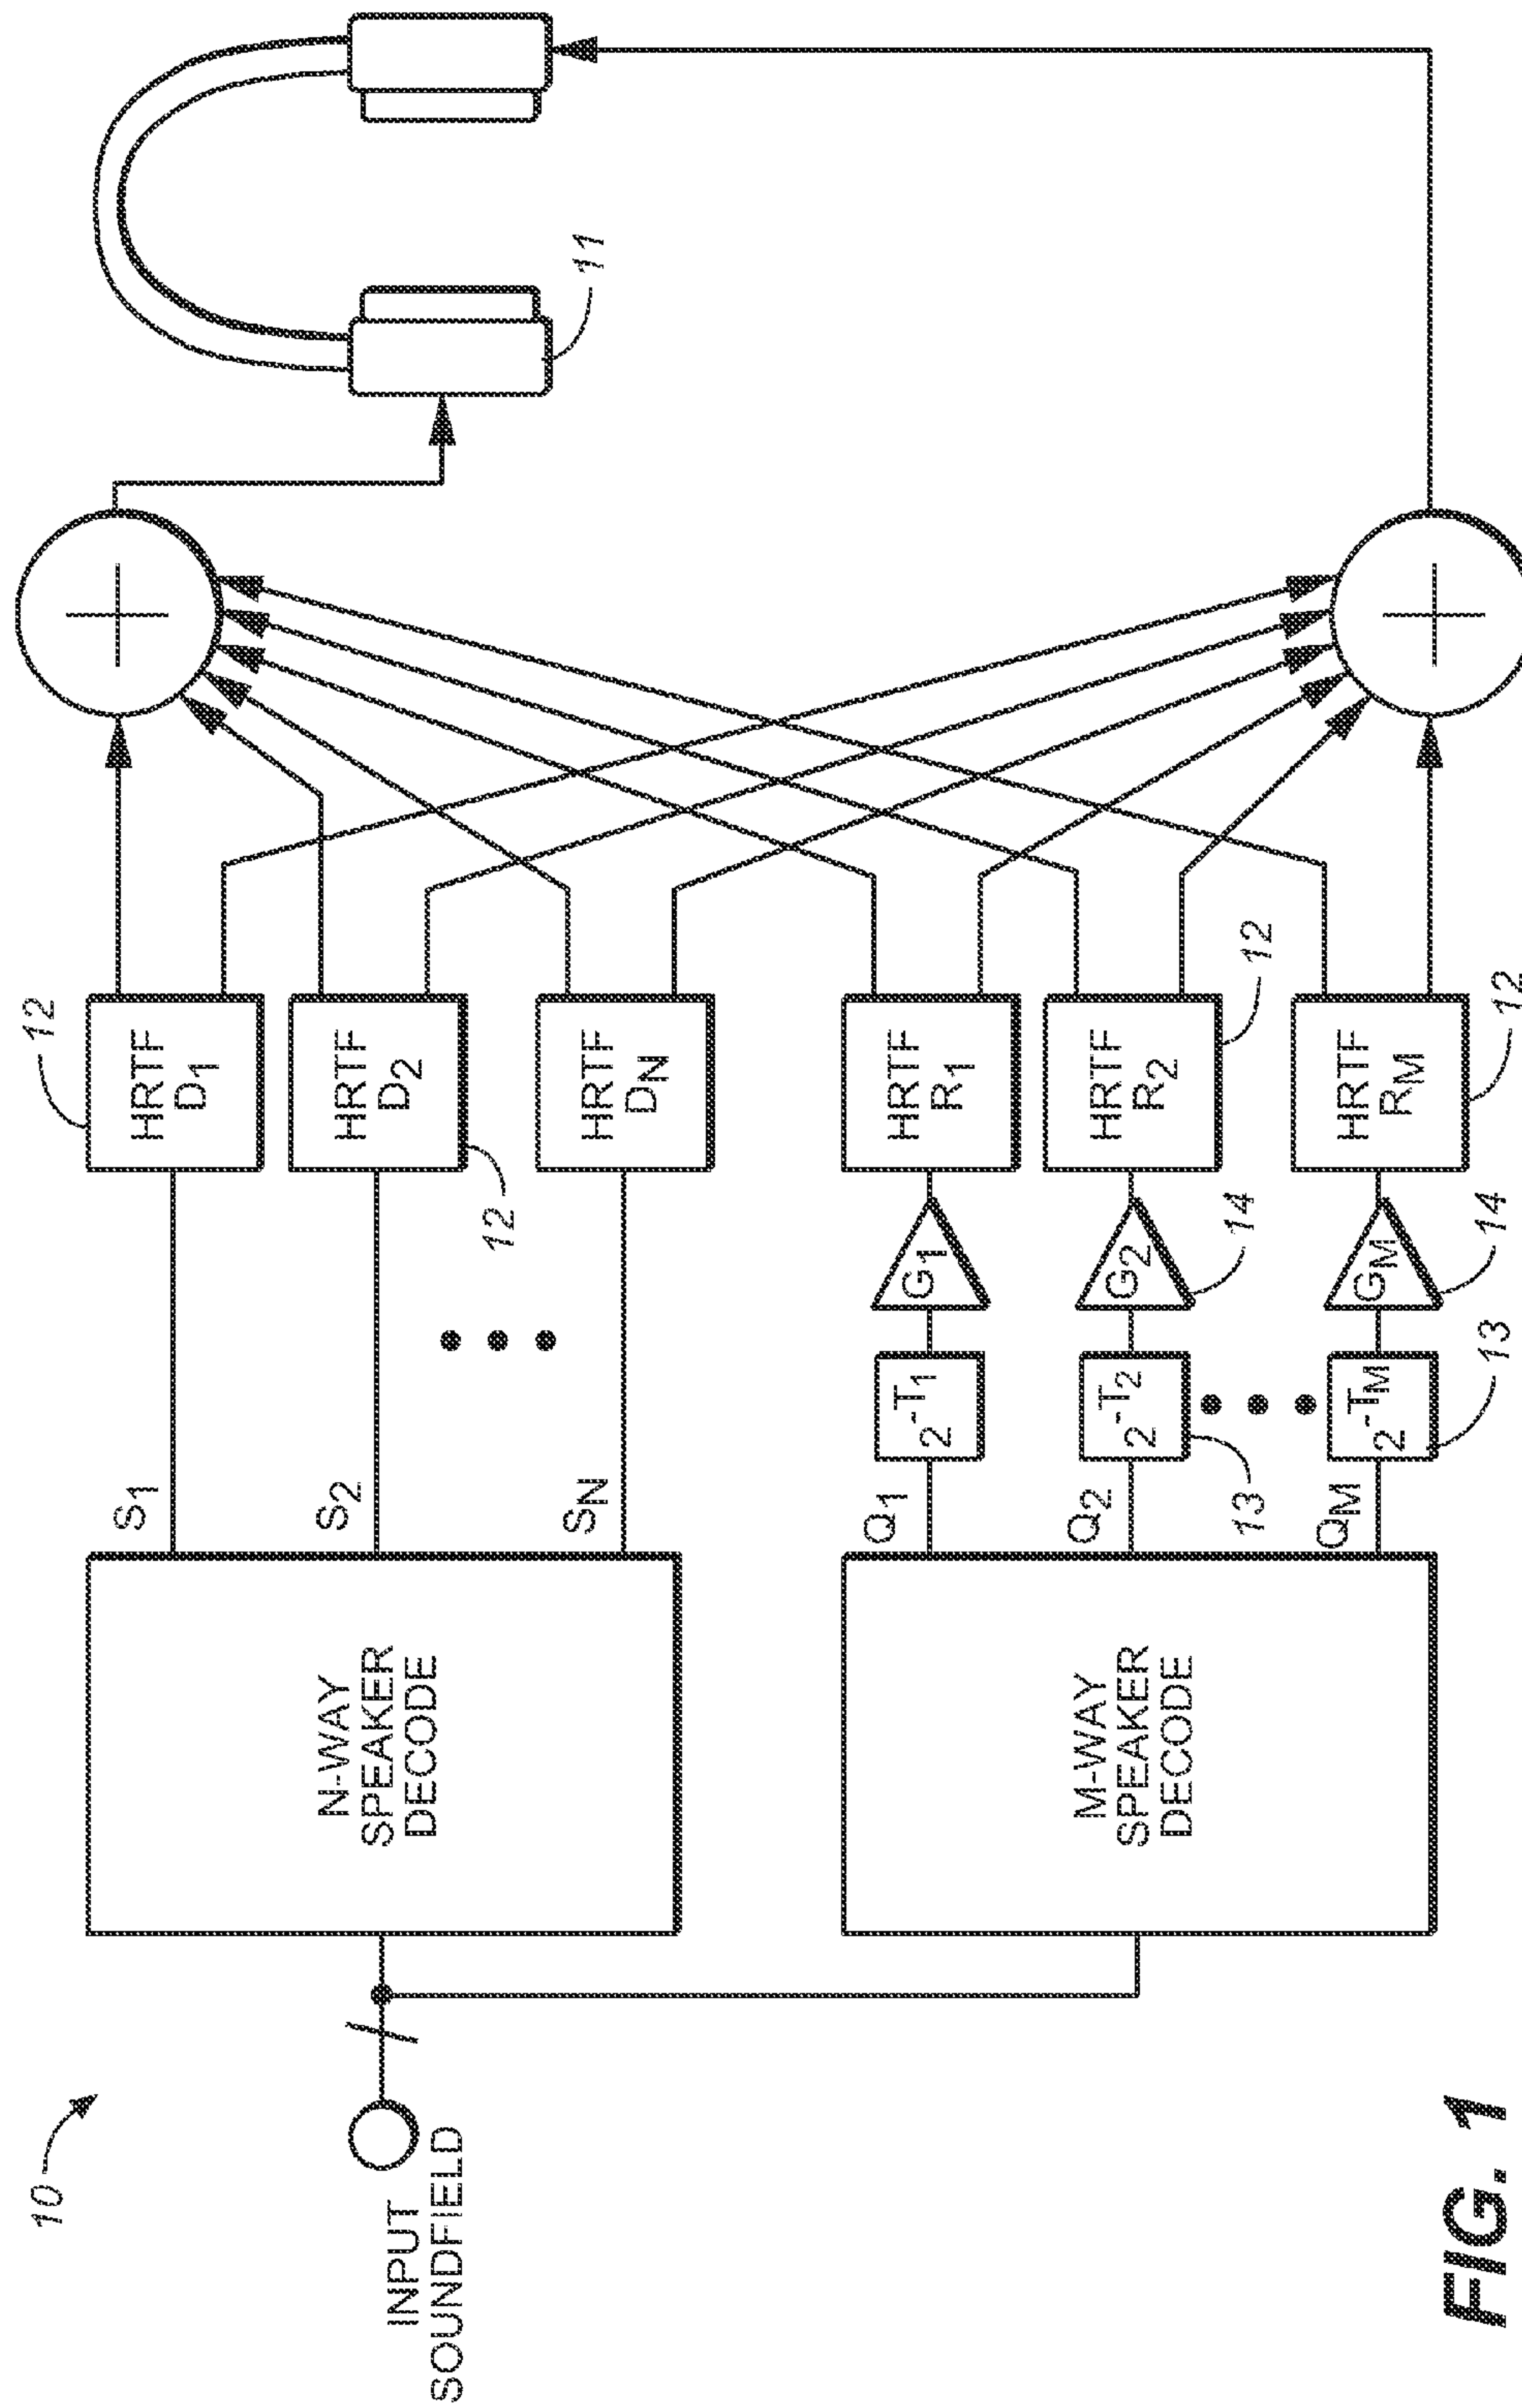 10
INPUT
SOUNDFIELD
N-WAY
SPEAKER
DECODE
S1
S2
SN
12
HRTF
D1
HRTF
D2
12
HRTF
DN
11
M-WAY
SPEAKER
DECODE
Q1
Q2
QM
2-T1
2-T2
13
2-TM
13
G1
G2
14
GM
14
HRTF
R1
HRTF
R2
12
HRTF
RM
12
FIG. 1